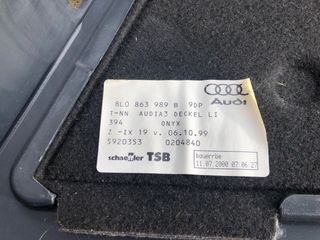 8L0 863 989 B 9DP
T-NN AUDIA3 DECKEL LI
394 ONYX
Z -IX 19 v. 06.10.99
5920353 0204840
Audi
schaeffler TSB
bauerrbe
11.07.2000 07:06:27